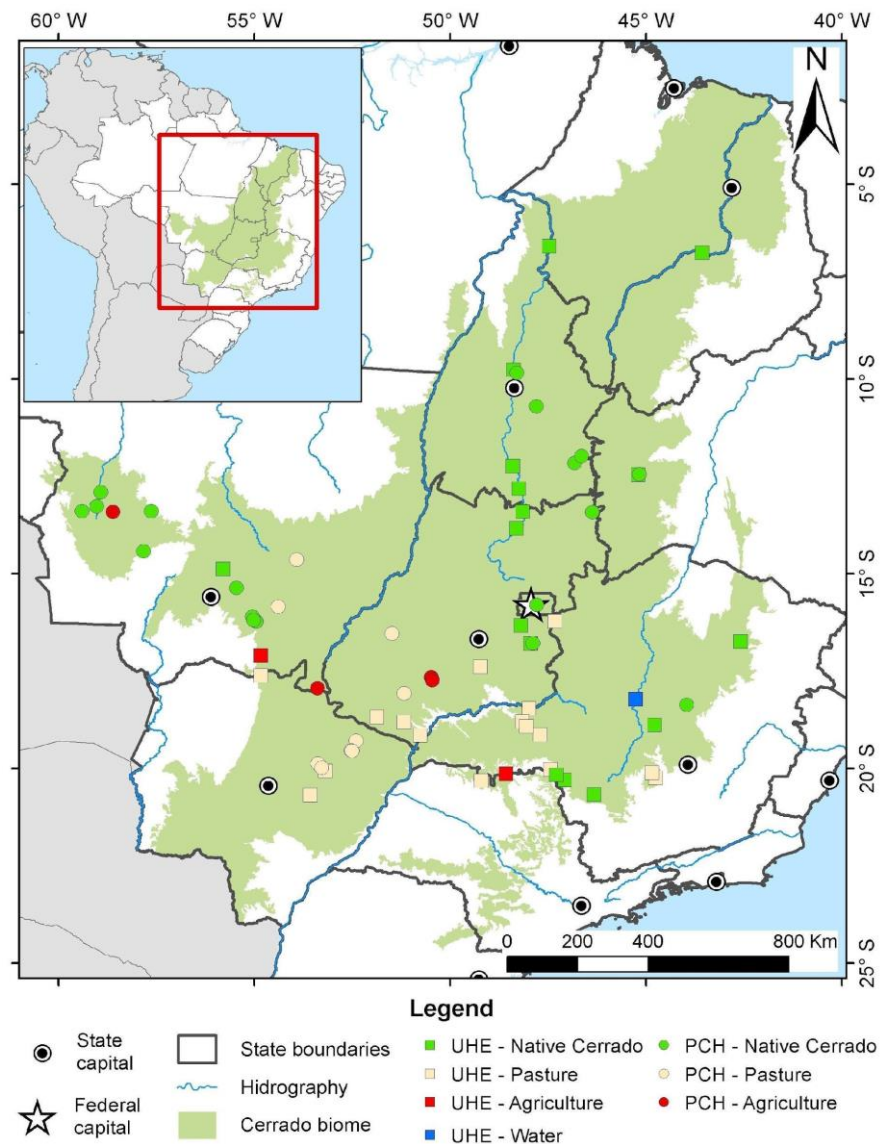 60° W 55° W 50° W 45° W 40° W
N
5° S
10° S
15° S
20° S
25° S
0 200 400 800 Km
Legend
State capital
State boundaries
UHE - Native Cerrado
PCH - Native Cerrado
Hidrography
UHE - Pasture
PCH - Pasture
Federal capital
Cerrado biome
UHE - Agriculture
PCH - Agriculture
UHE - Water